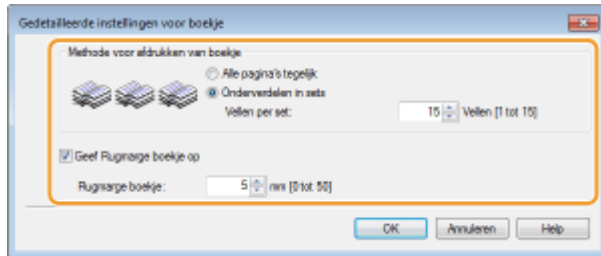 Gedetailleerde instellingen voor boekje
Methode voor afdrukken van boekje
Alle pagina's tegelijk
Onderverdelen in sets
Vellen per set: 15 Vellen [1 tot 15]
Geef Rugmarge boekje op
Rugmarge boekje: 5 mm [0 tot 50]
OK Annuleren Help